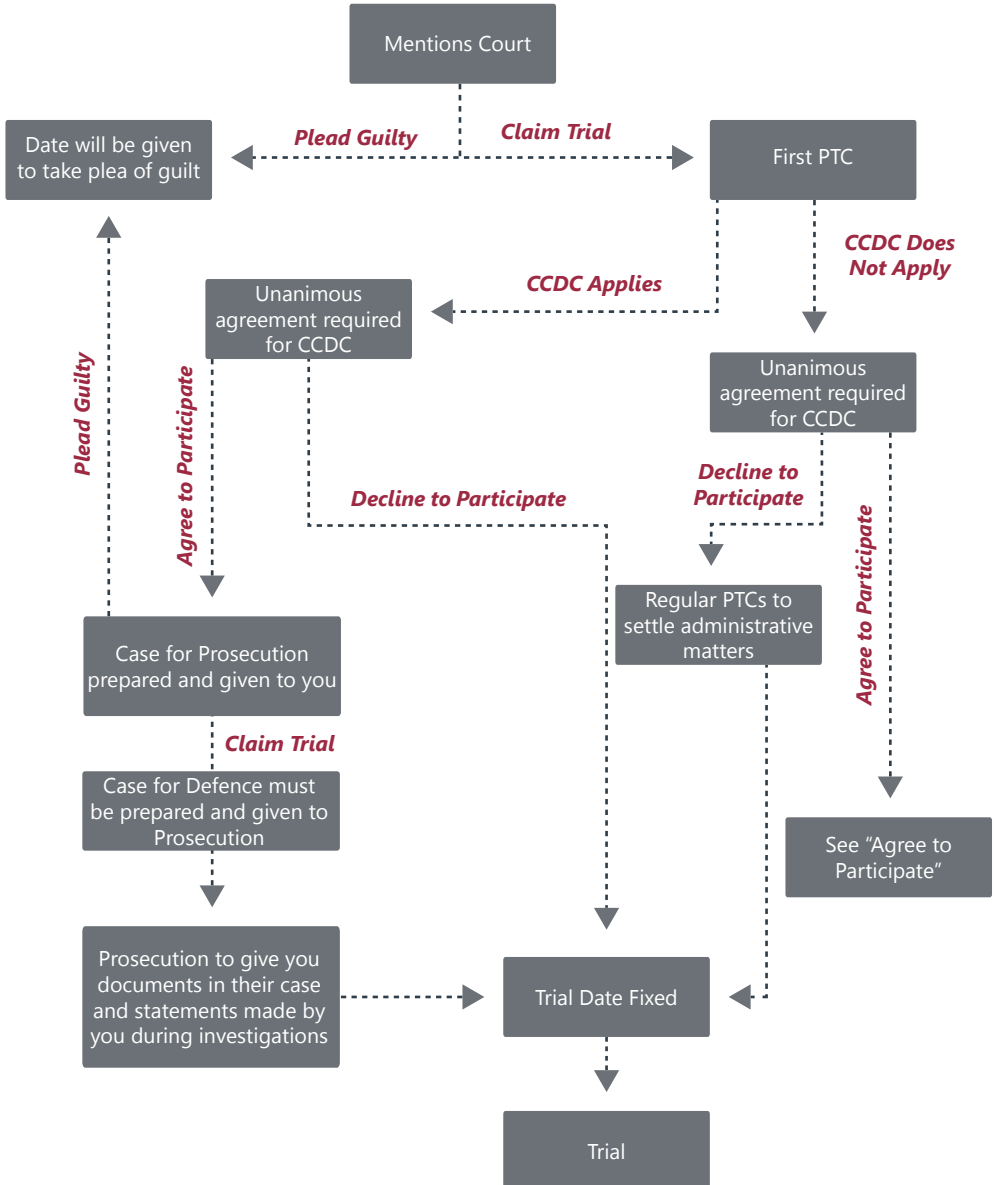 Mentions Court
Plead Guilty
Claim Trial
Date will be given
to take plea of guilt
First PTC
CCDC Does
Not Apply
CCDC Applies
Unanimous
agreement required
for CCDC
Unanimous
agreement required
for CCDC
Plead Guilty
Agree to Participate
Decline to Participate
Decline to
Participate
Agree to Participate
Regular PTCs to
settle administrative
matters
Case for Prosecution
prepared and given to you
Claim Trial
Case for Defence must
be prepared and given to
Prosecution
See “Agree to
Participate”
Prosecution to give you
documents in their case
and statements made by
you during investigations
Trial Date Fixed
Trial